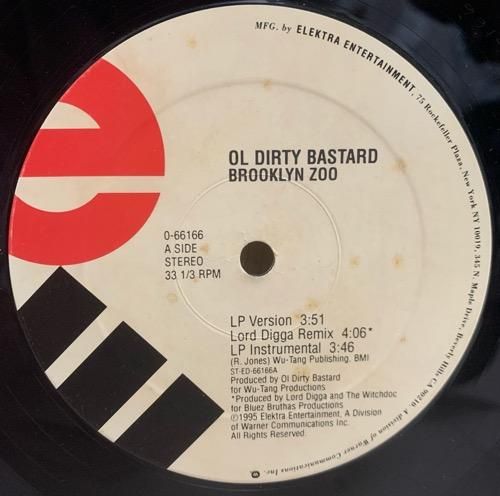 MFG. by ELEKTRA ENTERTAINMENT, 75 Rockefeller Plaza, New York NY 10019, 345 N. Maple Drive, Beverly Hills CA 90210. A division of Warner Communications Inc.
OL DIRTY BASTARD
BROOKLYN ZOO
0-66166
A SIDE
STEREO
33 1/3 RPM
LP Version 3:51
Lord Digga Remix 4:06*
LP Instrumental 3:46
(R. Jones) Wu-Tang Publishing, BMI
ST-ED-66166A
Produced by Ol Dirty Bastard
for Wu-Tang Productions
*Produced by Lord Digga and The Witchdoc
for Bluez Bruthas Productions
℗1995 Elektra Entertainment, A Division
of Warner Communications Inc.
All Rights Reserved.